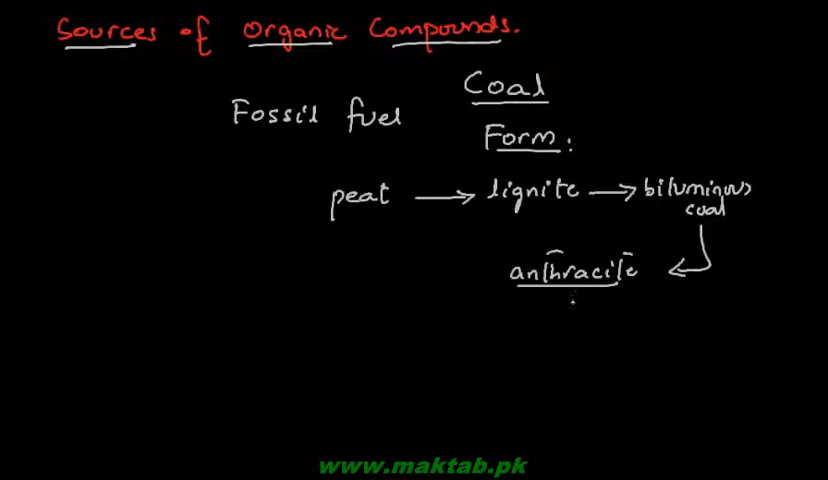 Sources of Organic Compounds.
Coal
Fossil fuel
Form:
peat → lignite → bituminous
coal
anthracite
www.maktab.pk